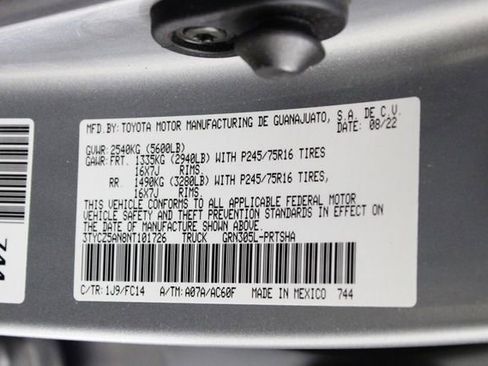 MFD BY: TOYOTA MOTOR MANUFACTURING DE GUANAJUATO, S.A. DE C.V.
DATE: 08/22
GVWR: 2540KG (5600LB)
GAWR: FRT. 1335KG (2940LB) WITH P245/75R16 TIRES
16X7J RIMS.
RR. 1490KG (3280LB) WITH P245/75R16 TIRES
16X7J RIMS.
THIS VEHICLE CONFORMS TO ALL APPLICABLE FEDERAL MOTOR
VEHICLE SAFETY AND THEFT PREVENTION STANDARDS IN EFFECT ON
THE DATE OF MANUFACTURE SHOWN ABOVE.
3TYCZ5AN8NT101726 TRUCK GRN305L-PRTSHA
C/TR: 1J9/FC14 A/TM: A07A/AC60F MADE IN MEXICO 744
744